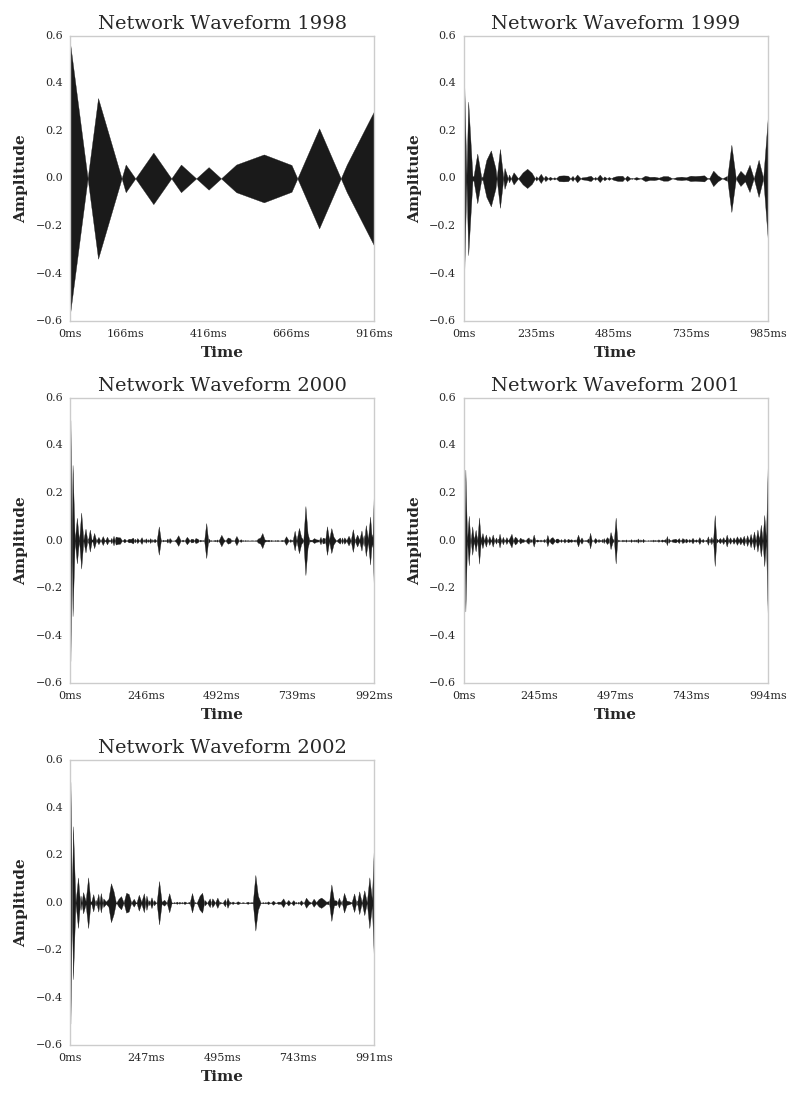 Network Waveform 1998
0.6
0.4
0.2
0.0
−0.2
−0.4
−0.6
Amplitude
0ms 166ms 416ms 666ms 916ms
Time
Network Waveform 1999
0.6
0.4
0.2
0.0
−0.2
−0.4
−0.6
Amplitude
0ms 235ms 485ms 735ms 985ms
Time
Network Waveform 2000
0.6
0.4
0.2
0.0
−0.2
−0.4
−0.6
Amplitude
0ms 246ms 492ms 739ms 992ms
Time
Network Waveform 2001
0.6
0.4
0.2
0.0
−0.2
−0.4
−0.6
Amplitude
0ms 245ms 497ms 743ms 994ms
Time
Network Waveform 2002
0.6
0.4
0.2
0.0
−0.2
−0.4
−0.6
Amplitude
0ms 247ms 495ms 743ms 991ms
Time